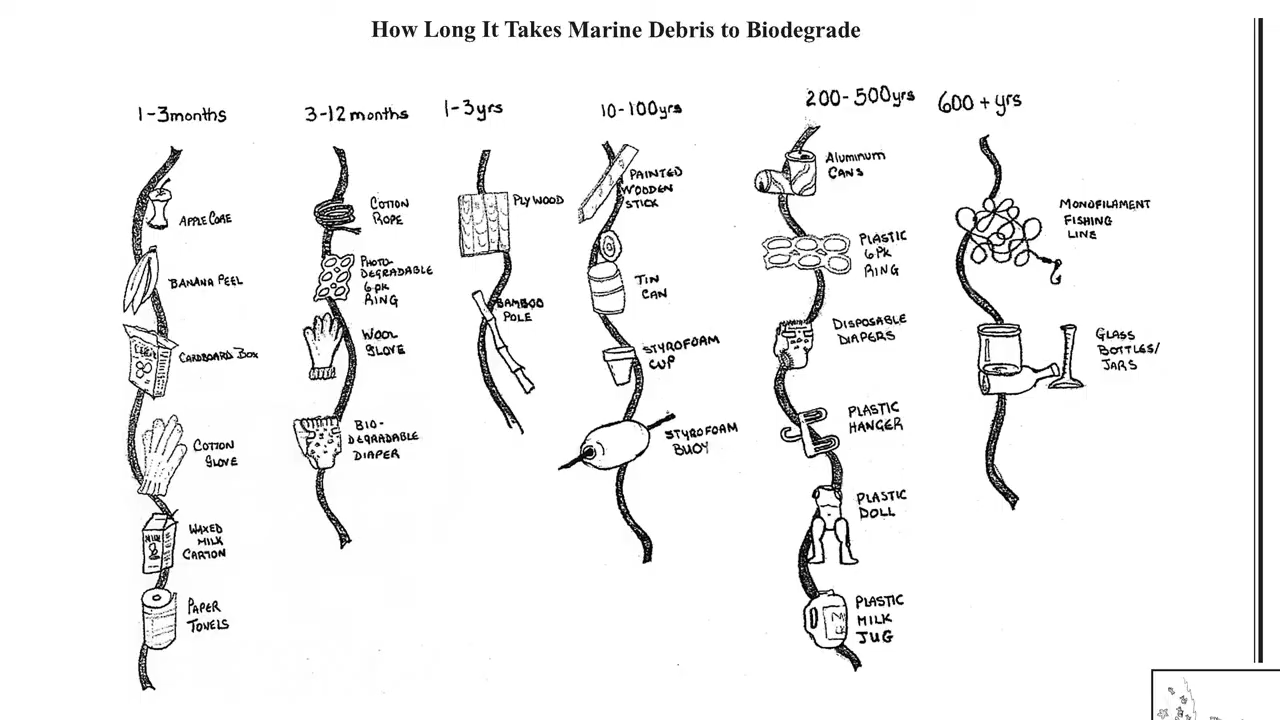 How Long It Takes Marine Debris to Biodegrade
1-3months
APPLE CORE
BANANA PEEL
CARDBOARD BOX
COTTON
GLOVE
WAXED
MILK
CARTON
MILK
PAPER
TOWELS
3-12 months
COTTON
ROPE
PHOTO-
DEGRADABLE
6pk
RING
WOOL
GLOVE
BIO-
DEGRADABLE
DIAPER
1-3yrs
PLYWOOD
BAMBOO
POLE
10-100yrs
PAINTED
WOODEN
STICK
TIN
CAN
STYROFOAM
CUP
STYROFOAM
BUOY
200-500yrs
ALUMINUM
CANS
PLASTIC
6PK
RING
DISPOSABLE
DIAPERS
PLASTIC
HANGER
PLASTIC
DOLL
PLASTIC
MILK
JUG
600+yrs
MONOFILAMENT
FISHING
LINE
GLASS
BOTTLES/
JARS